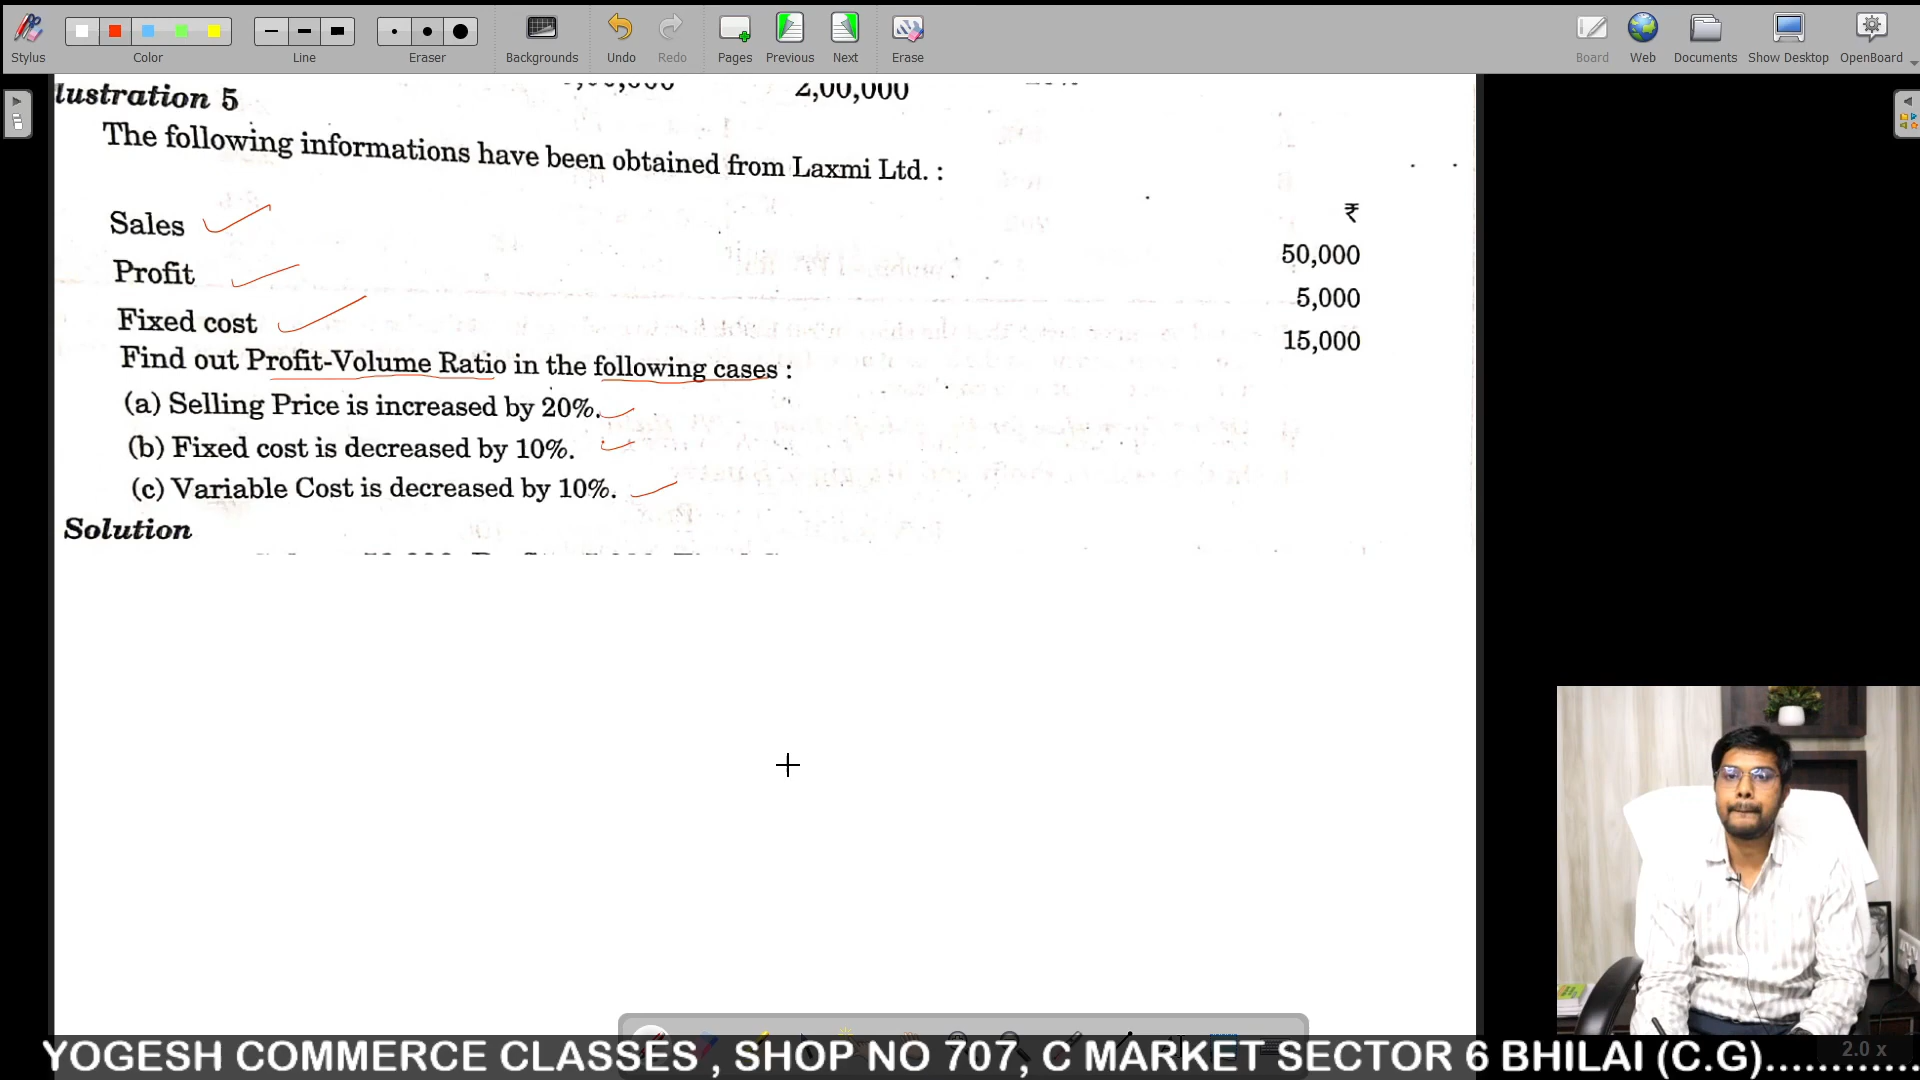 Stylus
Color
Line
Eraser
Backgrounds
Undo
Redo
Pages
Previous
Next
Erase
Board
Web
Documents
Show Desktop
OpenBoard
2,00,000
lustration 5
The following informations have been obtained from Laxmi Ltd. :
₹
Sales 50,000
Profit 5,000
Fixed cost 15,000
Find out Profit-Volume Ratio in the following cases :
(a) Selling Price is increased by 20%.
(b) Fixed cost is decreased by 10%.
(c) Variable Cost is decreased by 10%.
Solution
YOGESH COMMERCE CLASSES , SHOP NO 707, C MARKET SECTOR 6 BHILAI (C.G).............
2.0 x